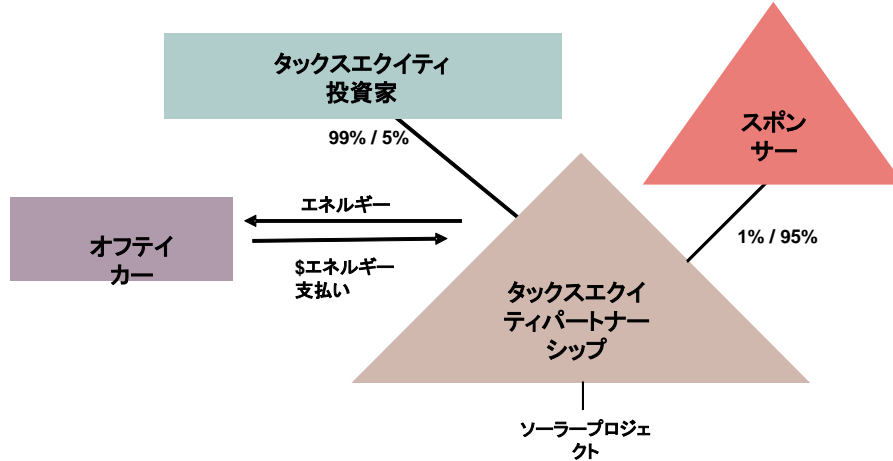 タックスエクイティ
投資家
スポン
サー
99% / 5%
エネルギー
1% / 95%
オフテイ
カー
$エネルギー
支払い
タックスエクイ
ティパートナー
シップ
ソーラープロジェ
クト